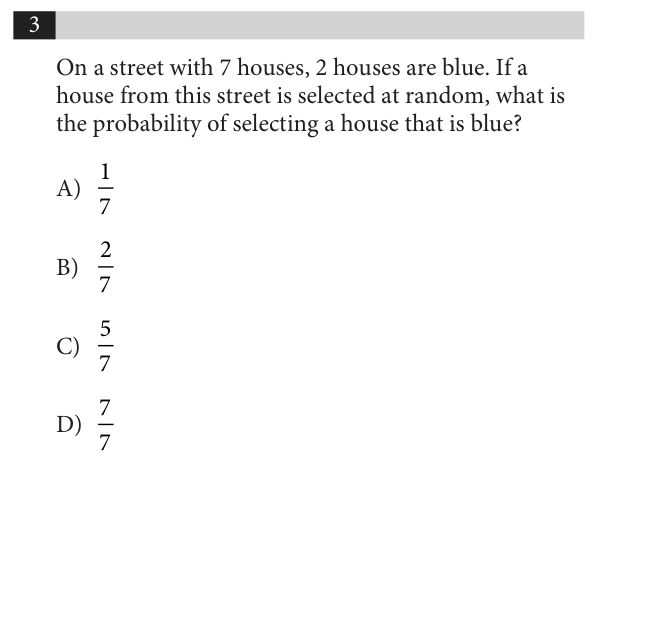 3
On a street with 7 houses, 2 houses are blue. If a
house from this street is selected at random, what is
the probability of selecting a house that is blue?
A) 1/7
B) 2/7
C) 5/7
D) 7/7